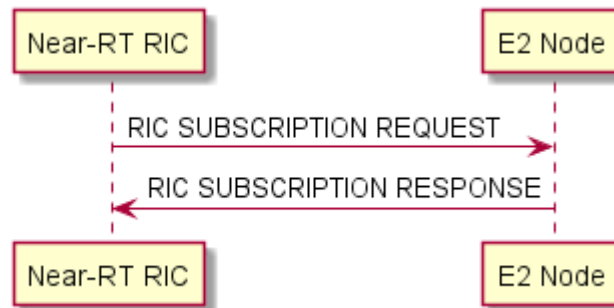 Near-RT RIC
E2 Node
RIC SUBSCRIPTION REQUEST
RIC SUBSCRIPTION RESPONSE
Near-RT RIC
E2 Node